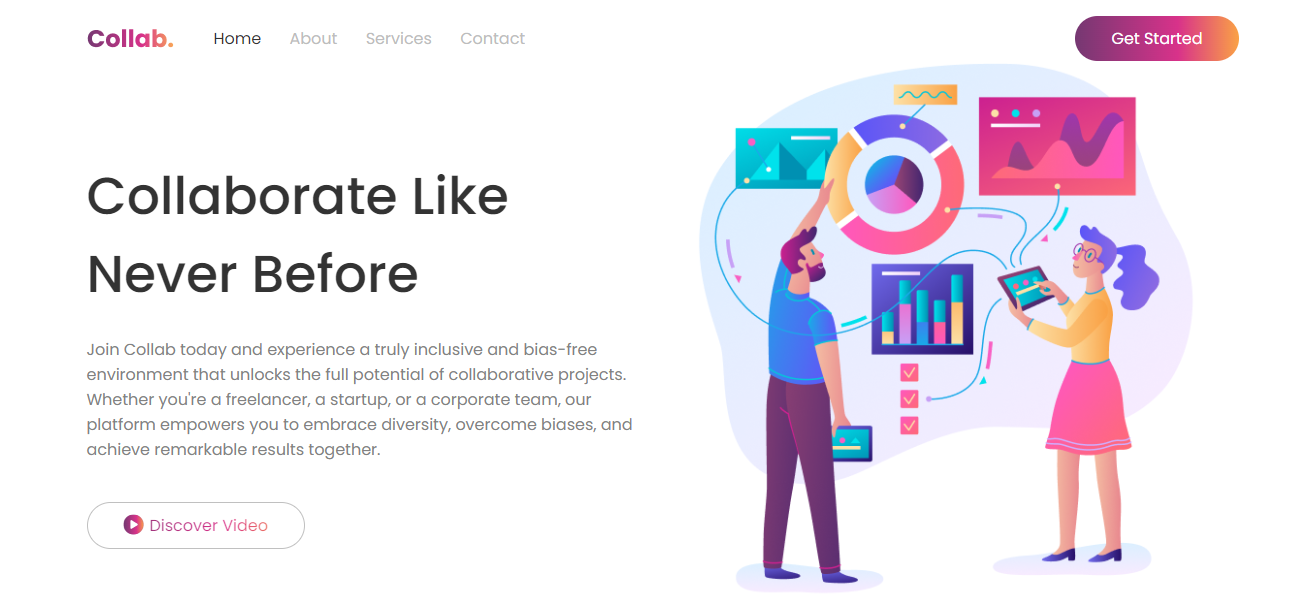 Collab. Home About Services Contact Get Started
Collaborate Like
Never Before
Join Collab today and experience a truly inclusive and bias-free
environment that unlocks the full potential of collaborative projects.
Whether you're a freelancer, a startup, or a corporate team, our
platform empowers you to embrace diversity, overcome biases, and
achieve remarkable results together.
Discover Video